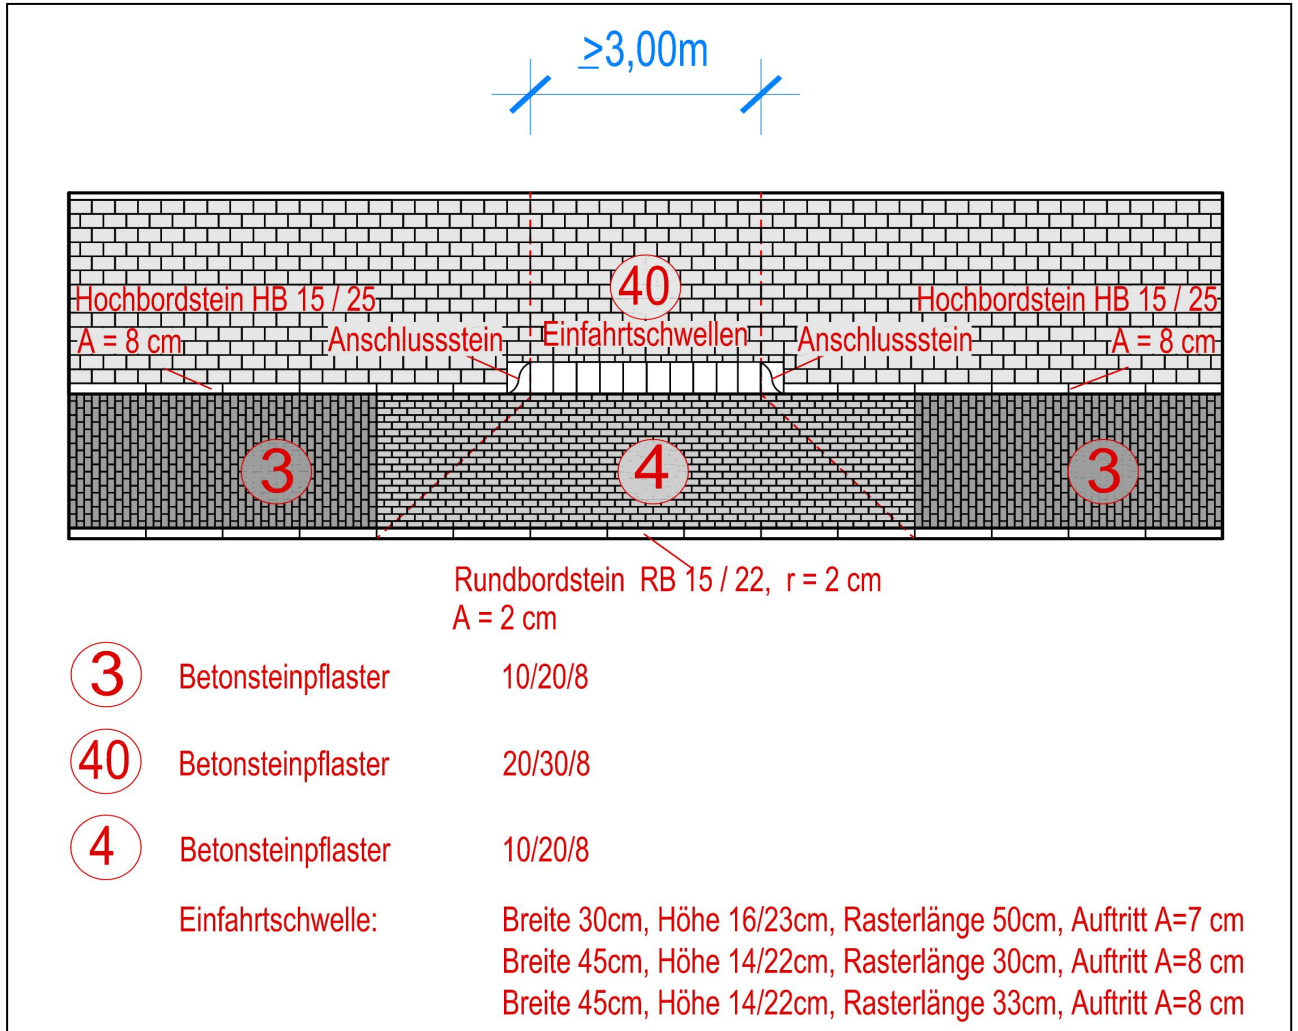 ≥3,00m
40
Hochbordstein HB 15 / 25
A = 8 cm
Anschlussstein
Einfahrtschwellen
Anschlussstein
Hochbordstein HB 15 / 25
A = 8 cm
3
4
3
Rundbordstein RB 15 / 22, r = 2 cm
A = 2 cm
3 Betonsteinpflaster 10/20/8
40 Betonsteinpflaster 20/30/8
4 Betonsteinpflaster 10/20/8
Einfahrtschwelle: Breite 30cm, Höhe 16/23cm, Rasterlänge 50cm, Auftritt A=7 cm
Breite 45cm, Höhe 14/22cm, Rasterlänge 30cm, Auftritt A=8 cm
Breite 45cm, Höhe 14/22cm, Rasterlänge 33cm, Auftritt A=8 cm